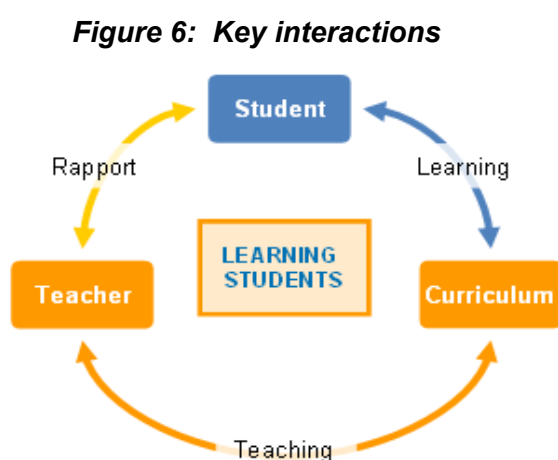 Figure 6: Key interactions
Student
Rapport
Learning
LEARNING
STUDENTS
Teacher
Curriculum
Teaching